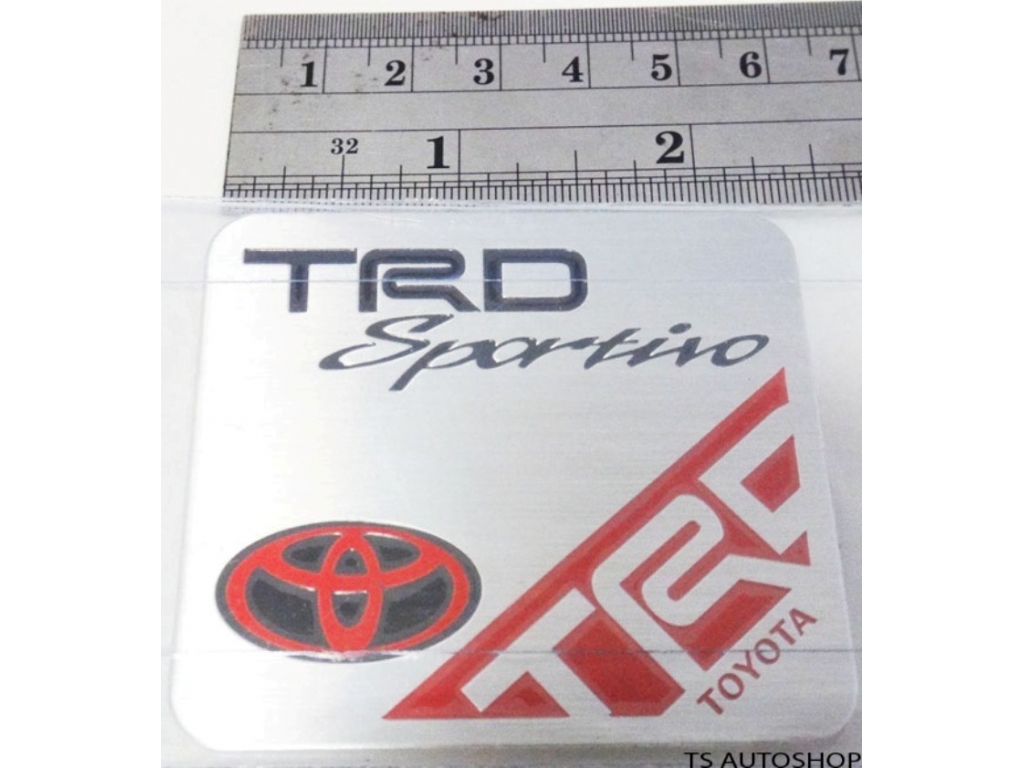 1 2 3 4 5 6 7
32 1 2
TRD
Sportivo
TRD
TOYOTA
TS AUTOSHOP